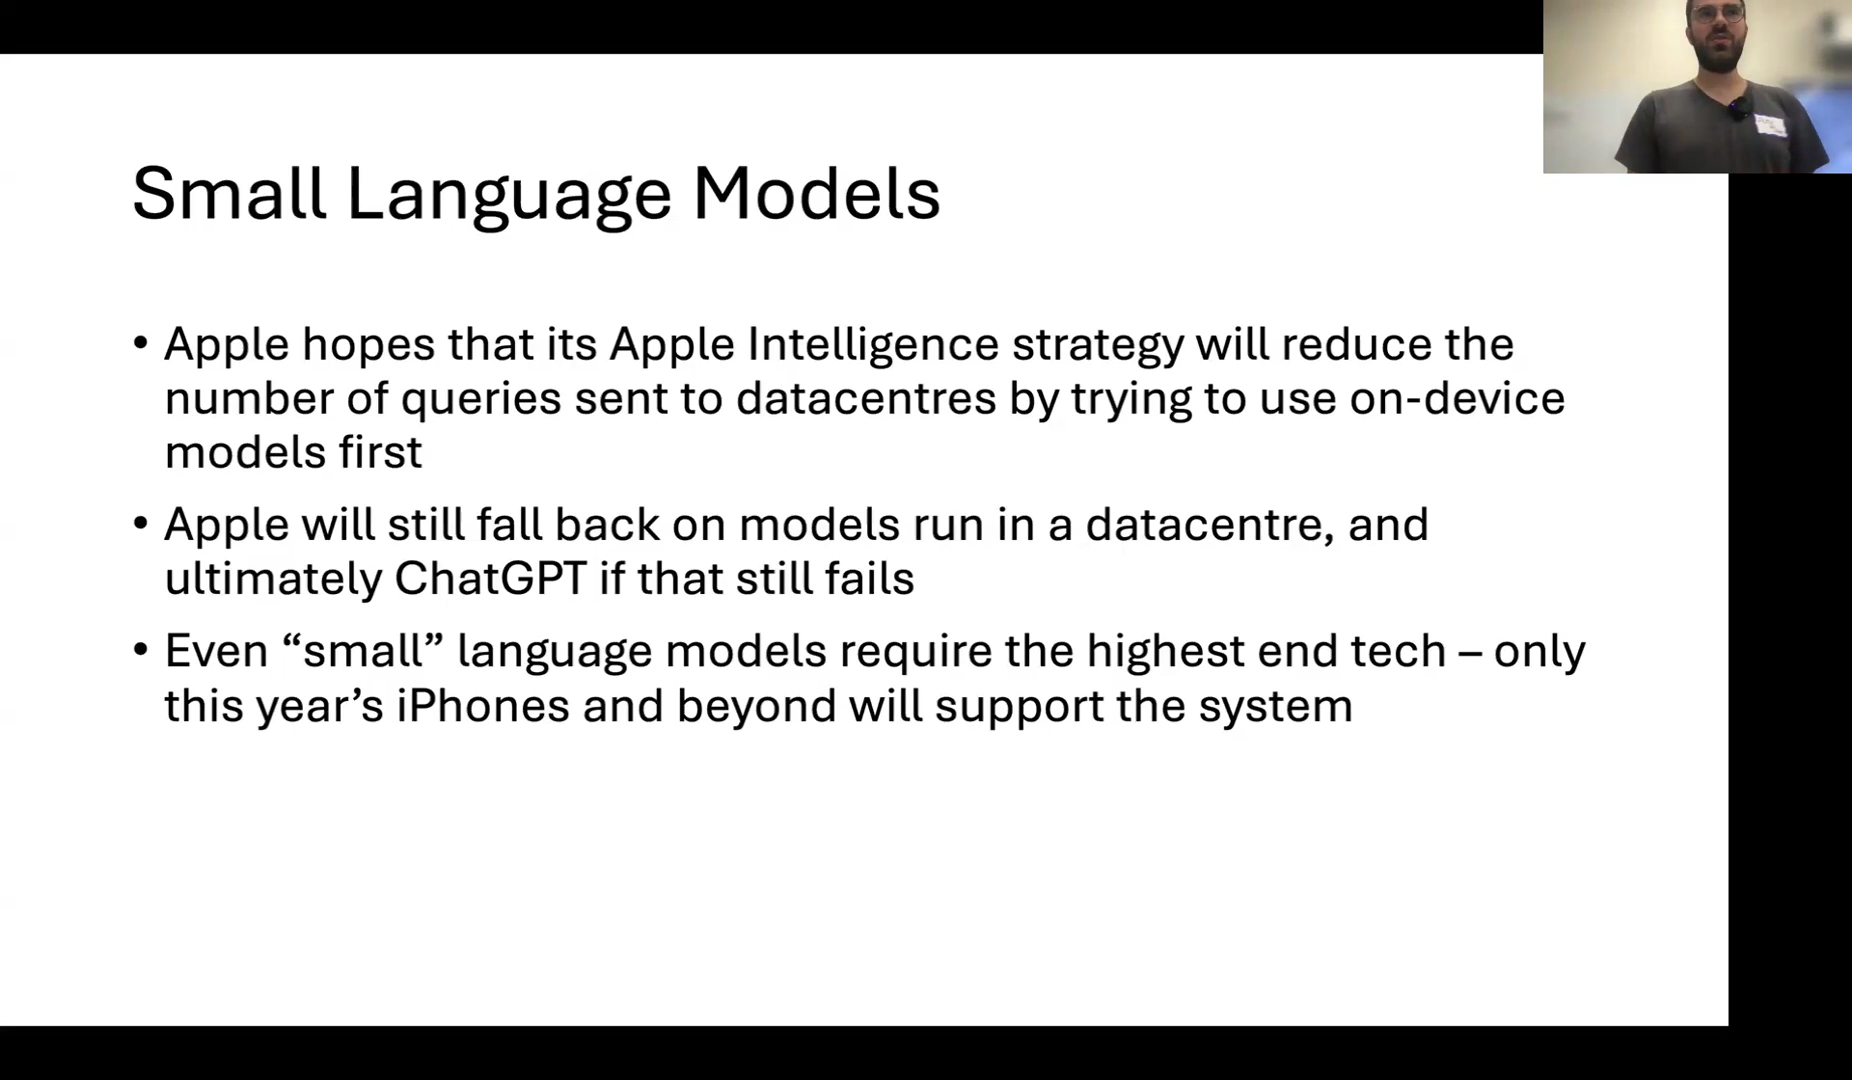 Small Language Models
• Apple hopes that its Apple Intelligence strategy will reduce the
number of queries sent to datacentres by trying to use on-device
models first
• Apple will still fall back on models run in a datacentre, and
ultimately ChatGPT if that still fails
• Even “small” language models require the highest end tech – only
this year’s iPhones and beyond will support the system